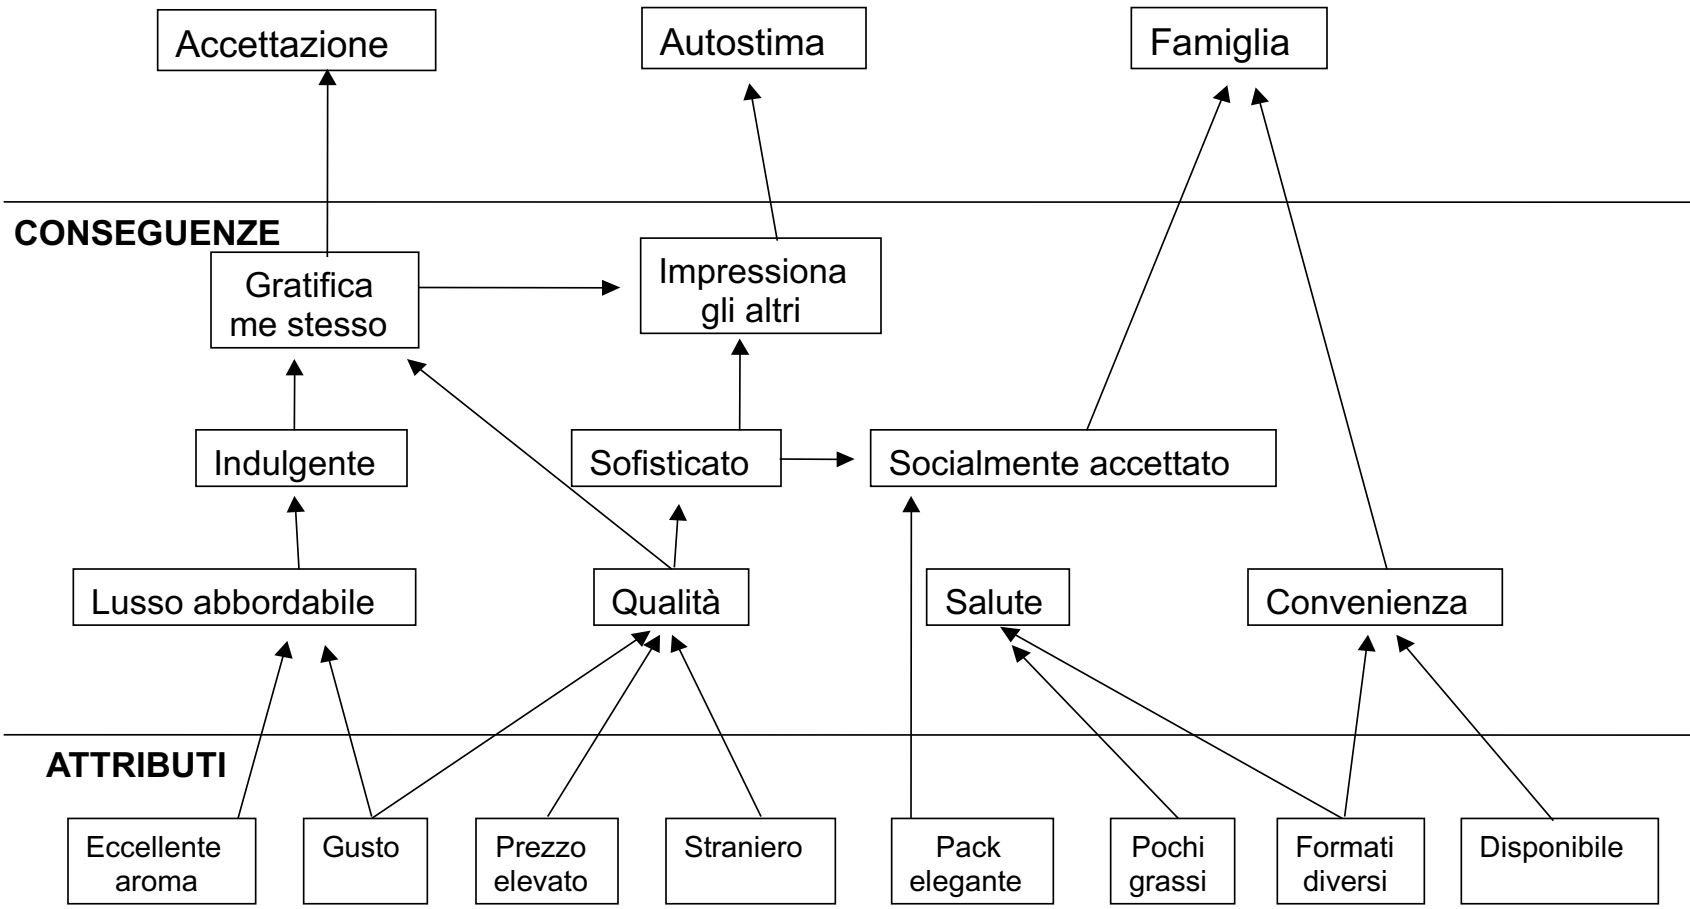 Accettazione
Autostima
Famiglia
CONSEGUENZE
Gratifica
me stesso
Impressiona
gli altri
Indulgente
Sofisticato
Socialmente accettato
Lusso abbordabile
Qualità
Salute
Convenienza
ATTRIBUTI
Eccellente
aroma
Gusto
Prezzo
elevato
Straniero
Pack
elegante
Pochi
grassi
Formati
diversi
Disponibile